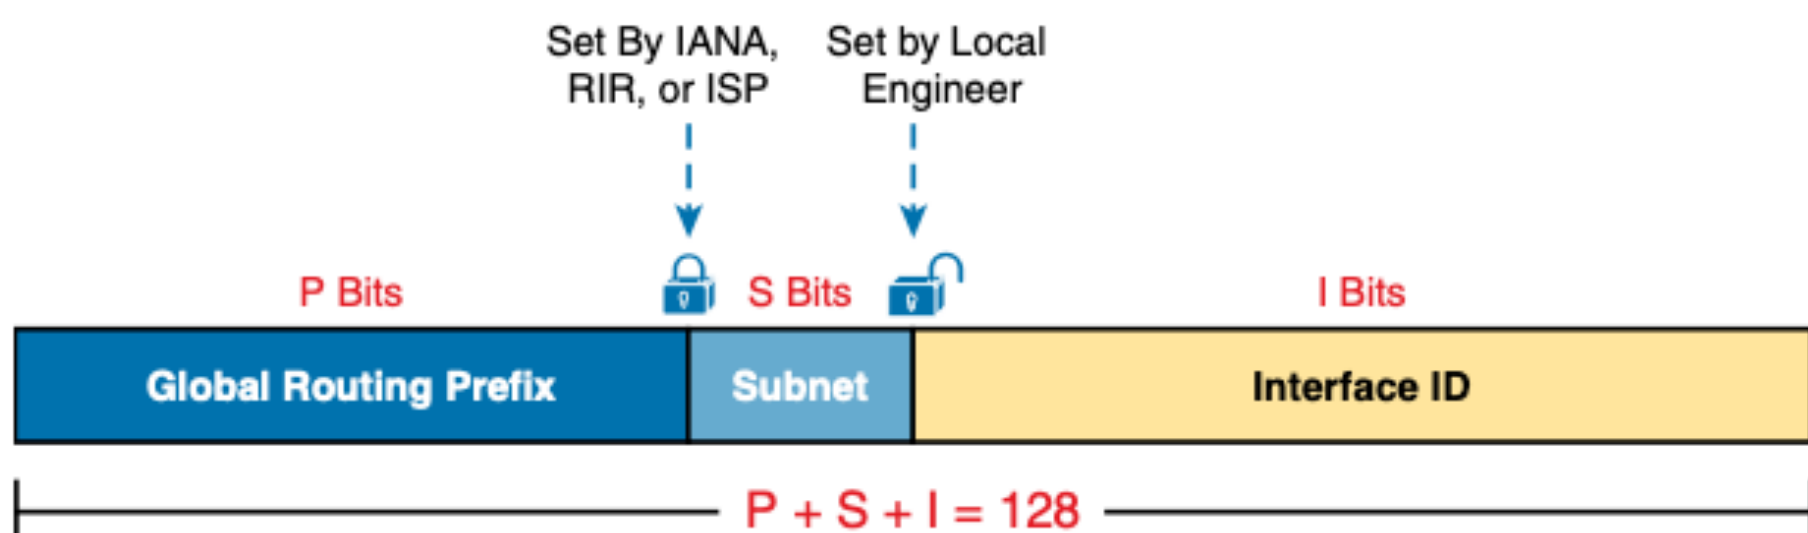 Set By IANA,
RIR, or ISP
Set by Local
Engineer
P Bits
S Bits
I Bits
Global Routing Prefix
Subnet
Interface ID
P + S + I = 128